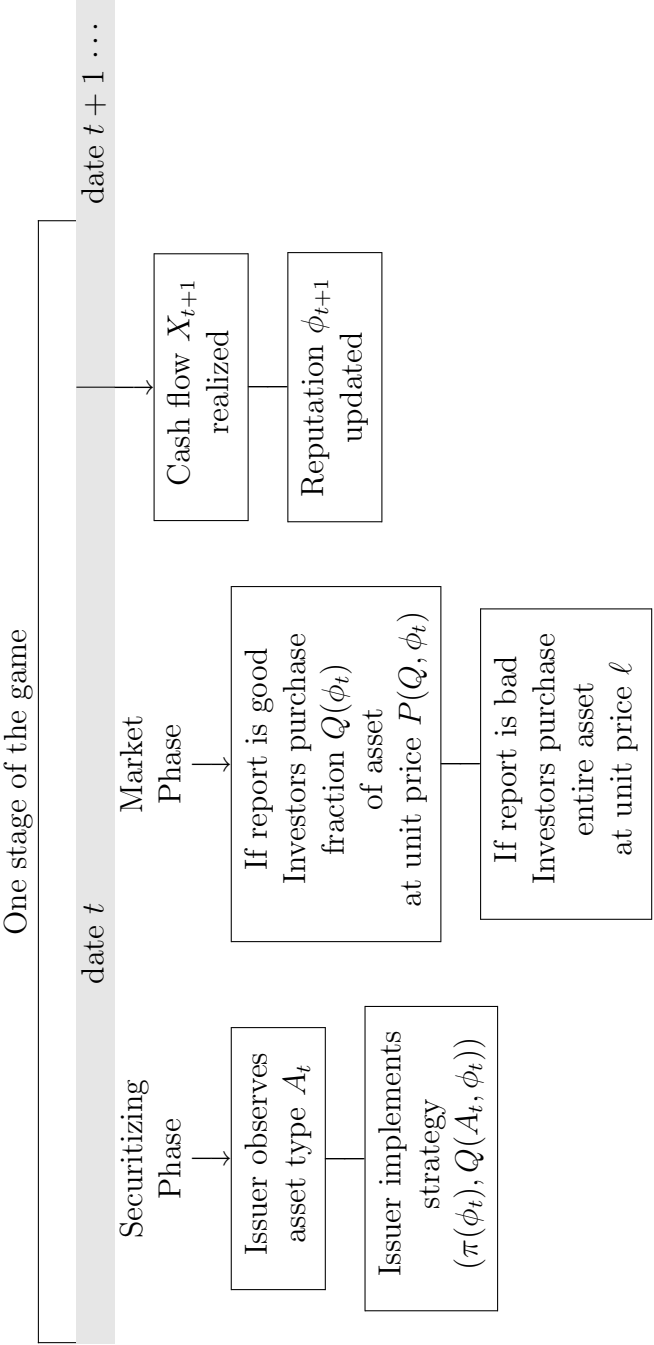 One stage of the game
date t
date t + 1 ⋯
Securitizing
Phase
Issuer observes
asset type A_t
Issuer implements
strategy
(π(ϕ_t), Q(A_t, ϕ_t))
Market
Phase
If report is good
Investors purchase
fraction Q(ϕ_t)
of asset
at unit price P(Q, ϕ_t)
If report is bad
Investors purchase
entire asset
at unit price ℓ
Cash flow X_{t+1}
realized
Reputation ϕ_{t+1}
updated